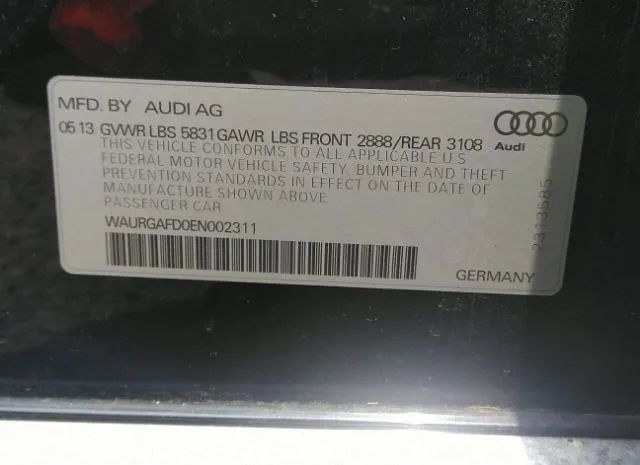 MFD. BY AUDI AG
05 13 GVWR LBS 5831 GAWR LBS FRONT 2888/REAR 3108
THIS VEHICLE CONFORMS TO ALL APPLICABLE U S
FEDERAL MOTOR VEHICLE SAFETY, BUMPER AND THEFT
PREVENTION STANDARDS IN EFFECT ON THE DATE OF
MANUFACTURE SHOWN ABOVE
PASSENGER CAR
WAURGAFD0EN002311
Audi
2313585
GERMANY